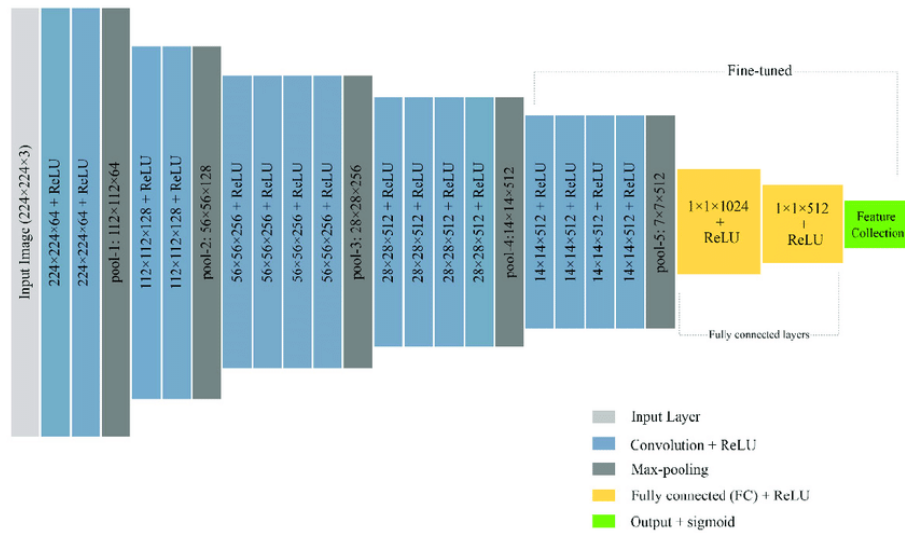 Fine-tuned
Input Image (224×224×3)
224×224×64 + ReLU
224×224×64 + ReLU
pool-1: 112×112×64
112×112×128 + ReLU
112×112×128 + ReLU
pool-2: 56×56×128
56×56×256 + ReLU
56×56×256 + ReLU
56×56×256 + ReLU
56×56×256 + ReLU
pool-3: 28×28×256
28×28×512 + ReLU
28×28×512 + ReLU
28×28×512 + ReLU
28×28×512 + ReLU
pool-4:14×14×512
14×14×512 + ReLU
14×14×512 + ReLU
14×14×512 + ReLU
14×14×512 + ReLU
pool-5: 7×7×512
1×1×1024
+
ReLU
1×1×512
+
ReLU
Feature
Collection
Fully connected layers
Input Layer
Convolution + ReLU
Max-pooling
Fully connected (FC) + ReLU
Output + sigmoid